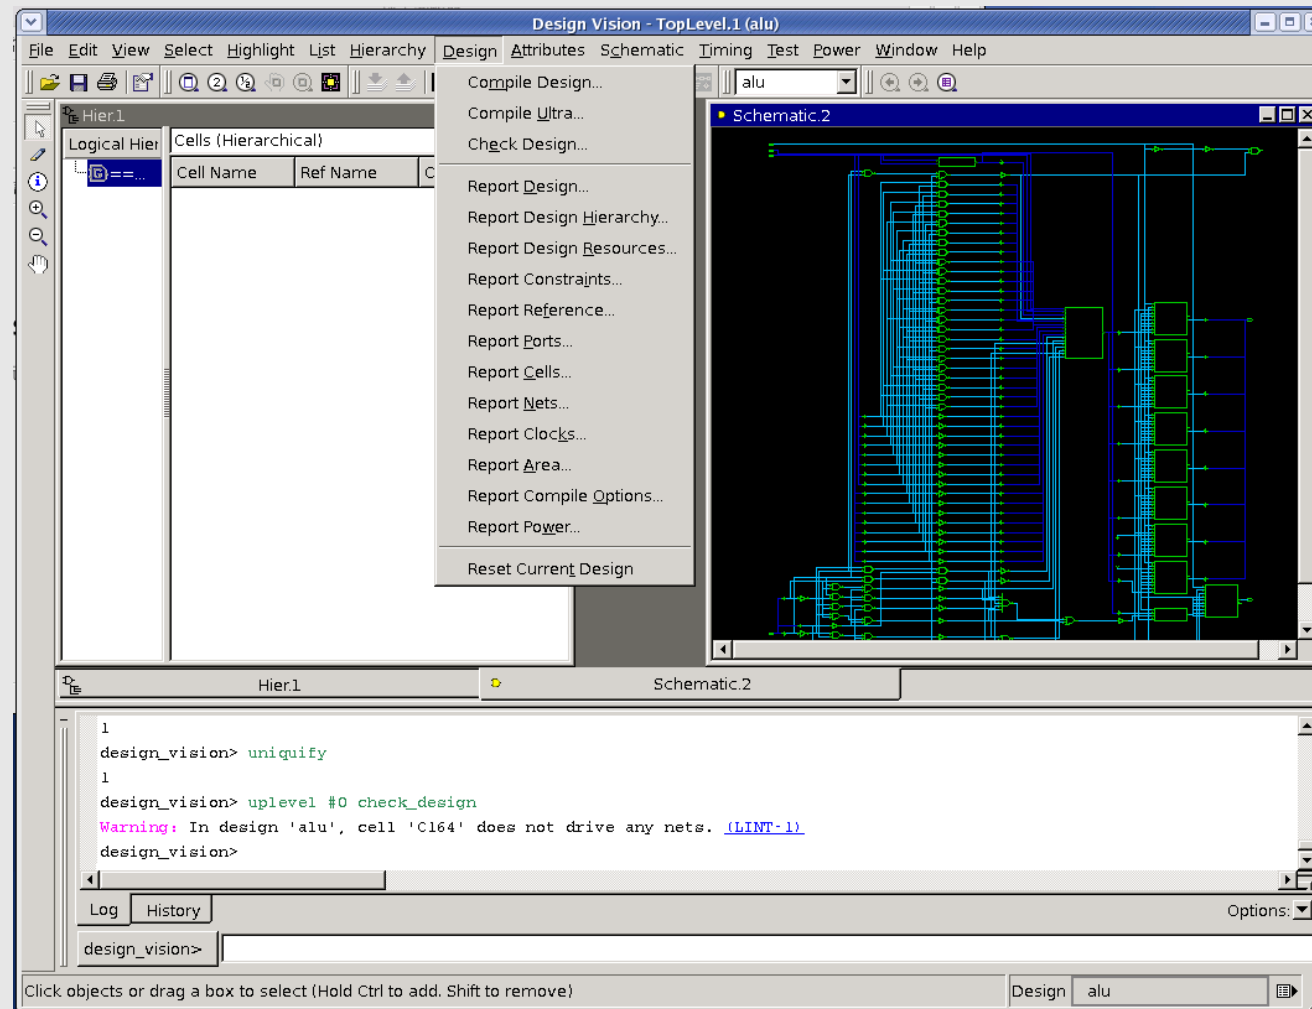 Design Vision - TopLevel.1 (alu)
File Edit View Select Highlight List Hierarchy Design Attributes Schematic Timing Test Power Window Help
alu
Hier.1
Logical Hier
Cells (Hierarchical)
Cell Name Ref Name C
Compile Design...
Compile Ultra...
Check Design...
Report Design...
Report Design Hierarchy...
Report Design Resources...
Report Constraints...
Report Reference...
Report Ports...
Report Cells...
Report Nets...
Report Clocks...
Report Area...
Report Compile Options...
Report Power...
Reset Current Design
Schematic.2
Hier.1
Schematic.2
1
design_vision> uniquify
1
design_vision> uplevel #0 check_design
Warning: In design 'alu', cell 'C164' does not drive any nets. (LINT-1)
design_vision>
Log History
Options:
design_vision>
Click objects or drag a box to select (Hold Ctrl to add. Shift to remove)
Design alu